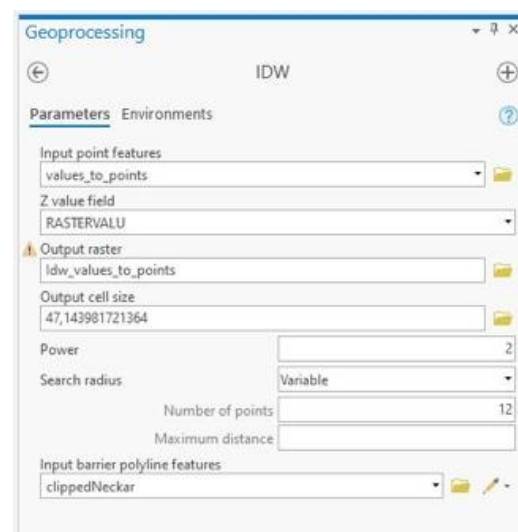 Geoprocessing
IDW
Parameters Environments
Input point features
values_to_points
Z value field
RASTERVALU
Output raster
Idw_values_to_points
Output cell size
47,143981721364
Power 2
Search radius Variable
Number of points 12
Maximum distance
Input barrier polyline features
clippedNeckar